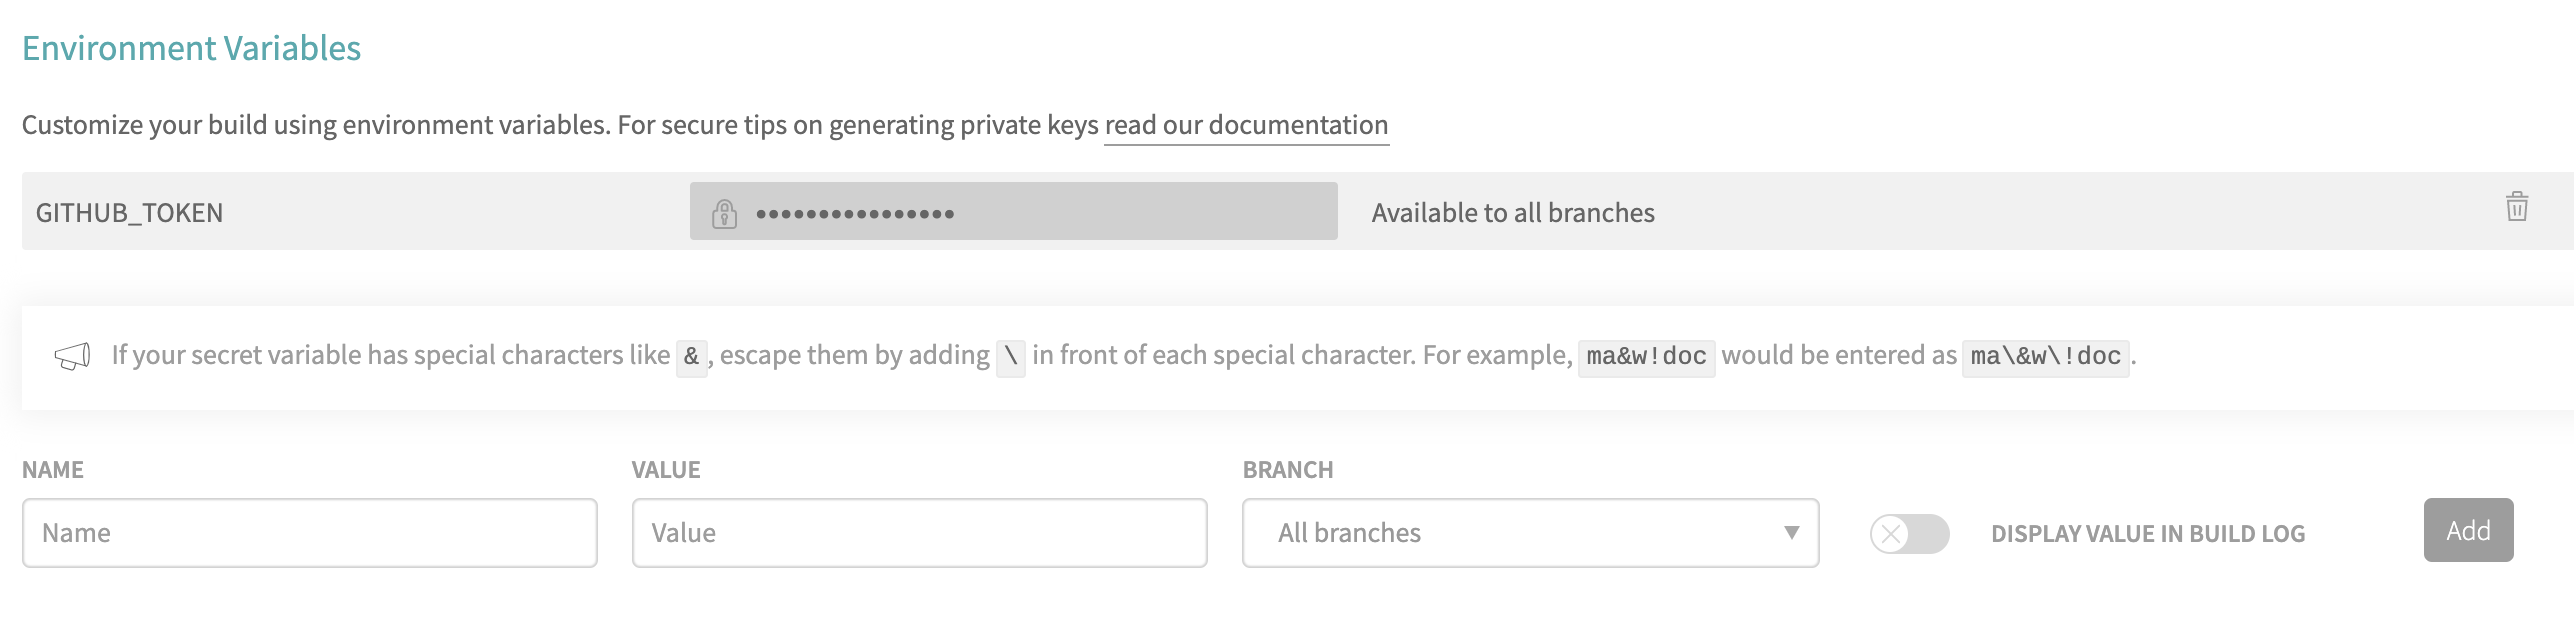 Environment Variables
Customize your build using environment variables. For secure tips on generating private keys read our documentation
GITHUB_TOKEN •••••••••••••••• Available to all branches
If your secret variable has special characters like & , escape them by adding \ in front of each special character. For example, ma&w!doc would be entered as ma\&w\!doc .
NAME VALUE BRANCH
Name Value All branches DISPLAY VALUE IN BUILD LOG Add